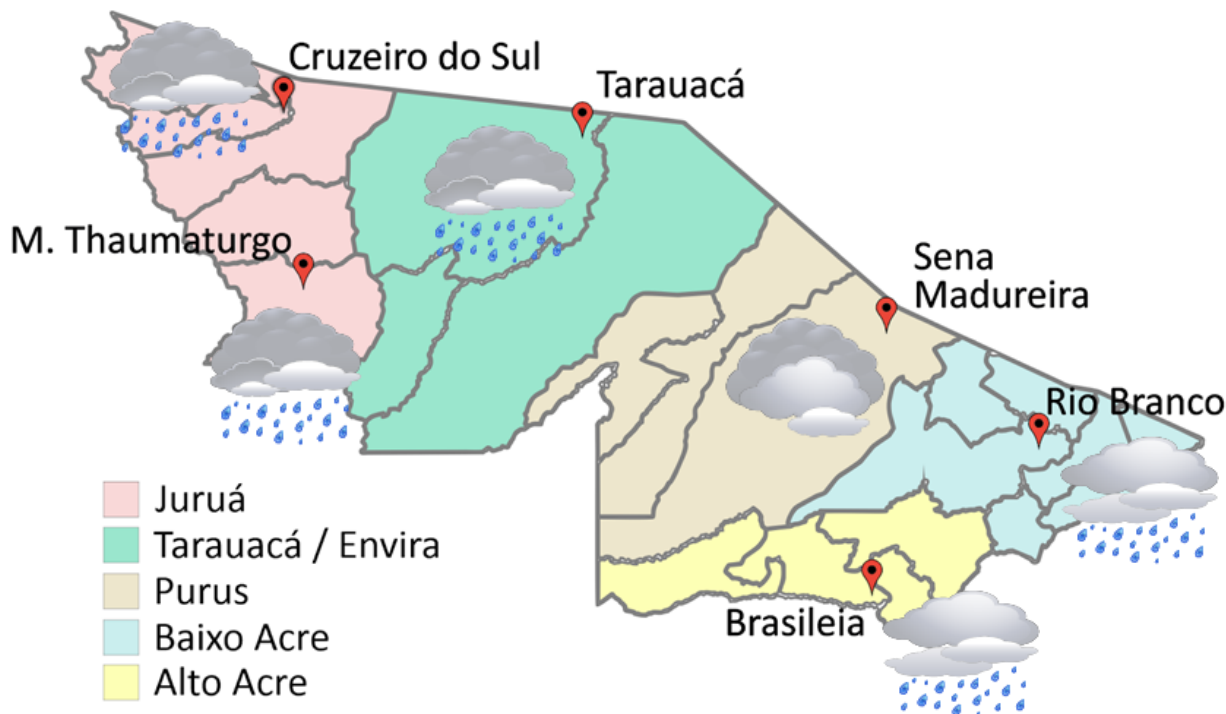 Cruzeiro do Sul
Tarauacá
M. Thaumaturgo
Sena
Madureira
Rio Branco
Brasileia
Juruá
Tarauacá / Envira
Purus
Baixo Acre
Alto Acre